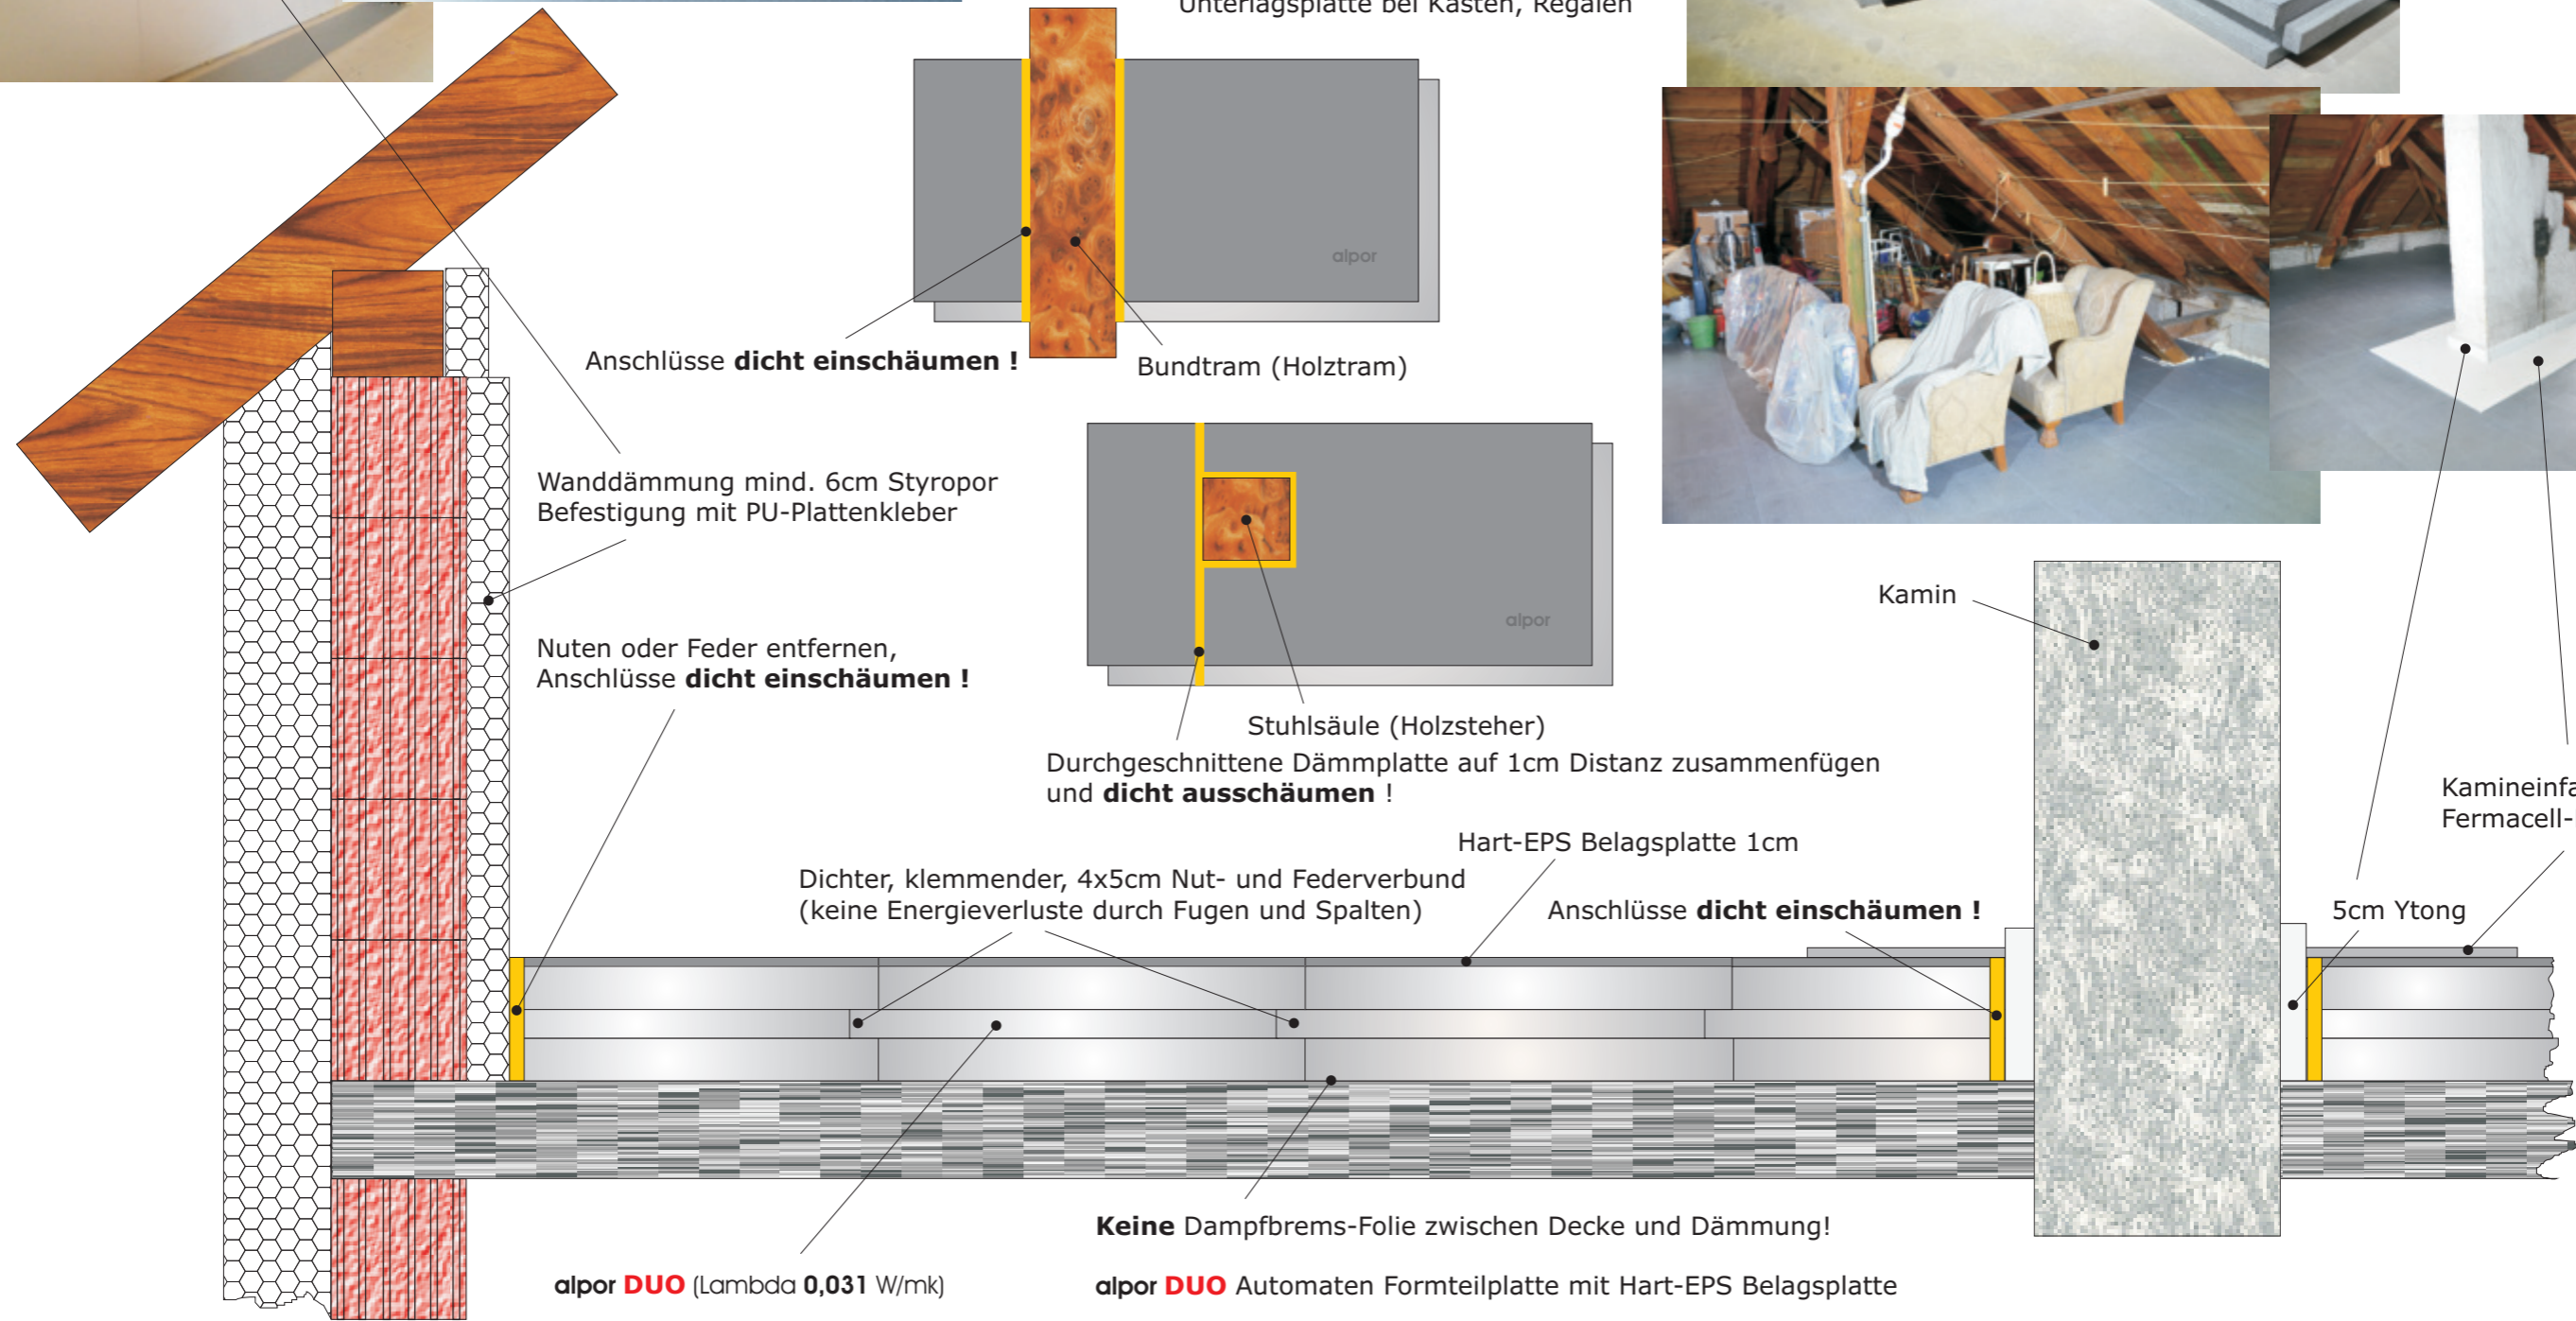 Unterlagsplatte bei Kästen, Regalen
alpor
Anschlüsse dicht einschäumen !
Bundtram (Holztram)
Wanddämmung mind. 6cm Styropor
Befestigung mit PU-Plattenkleber
alpor
Kamin
Nuten oder Feder entfernen,
Anschlüsse dicht einschäumen !
Stuhlsäule (Holzsteher)
Durchgeschnittene Dämmplatte auf 1cm Distanz zusammenfügen
und dicht ausschäumen !
Kamineinfa
Fermacell-
Hart-EPS Belagsplatte 1cm
Dichter, klemmender, 4x5cm Nut- und Federverbund
(keine Energieverluste durch Fugen und Spalten)
Anschlüsse dicht einschäumen !
5cm Ytong
Keine Dampfbrems-Folie zwischen Decke und Dämmung!
alpor DUO (Lambda 0,031 W/mk)
alpor DUO Automaten Formteilplatte mit Hart-EPS Belagsplatte